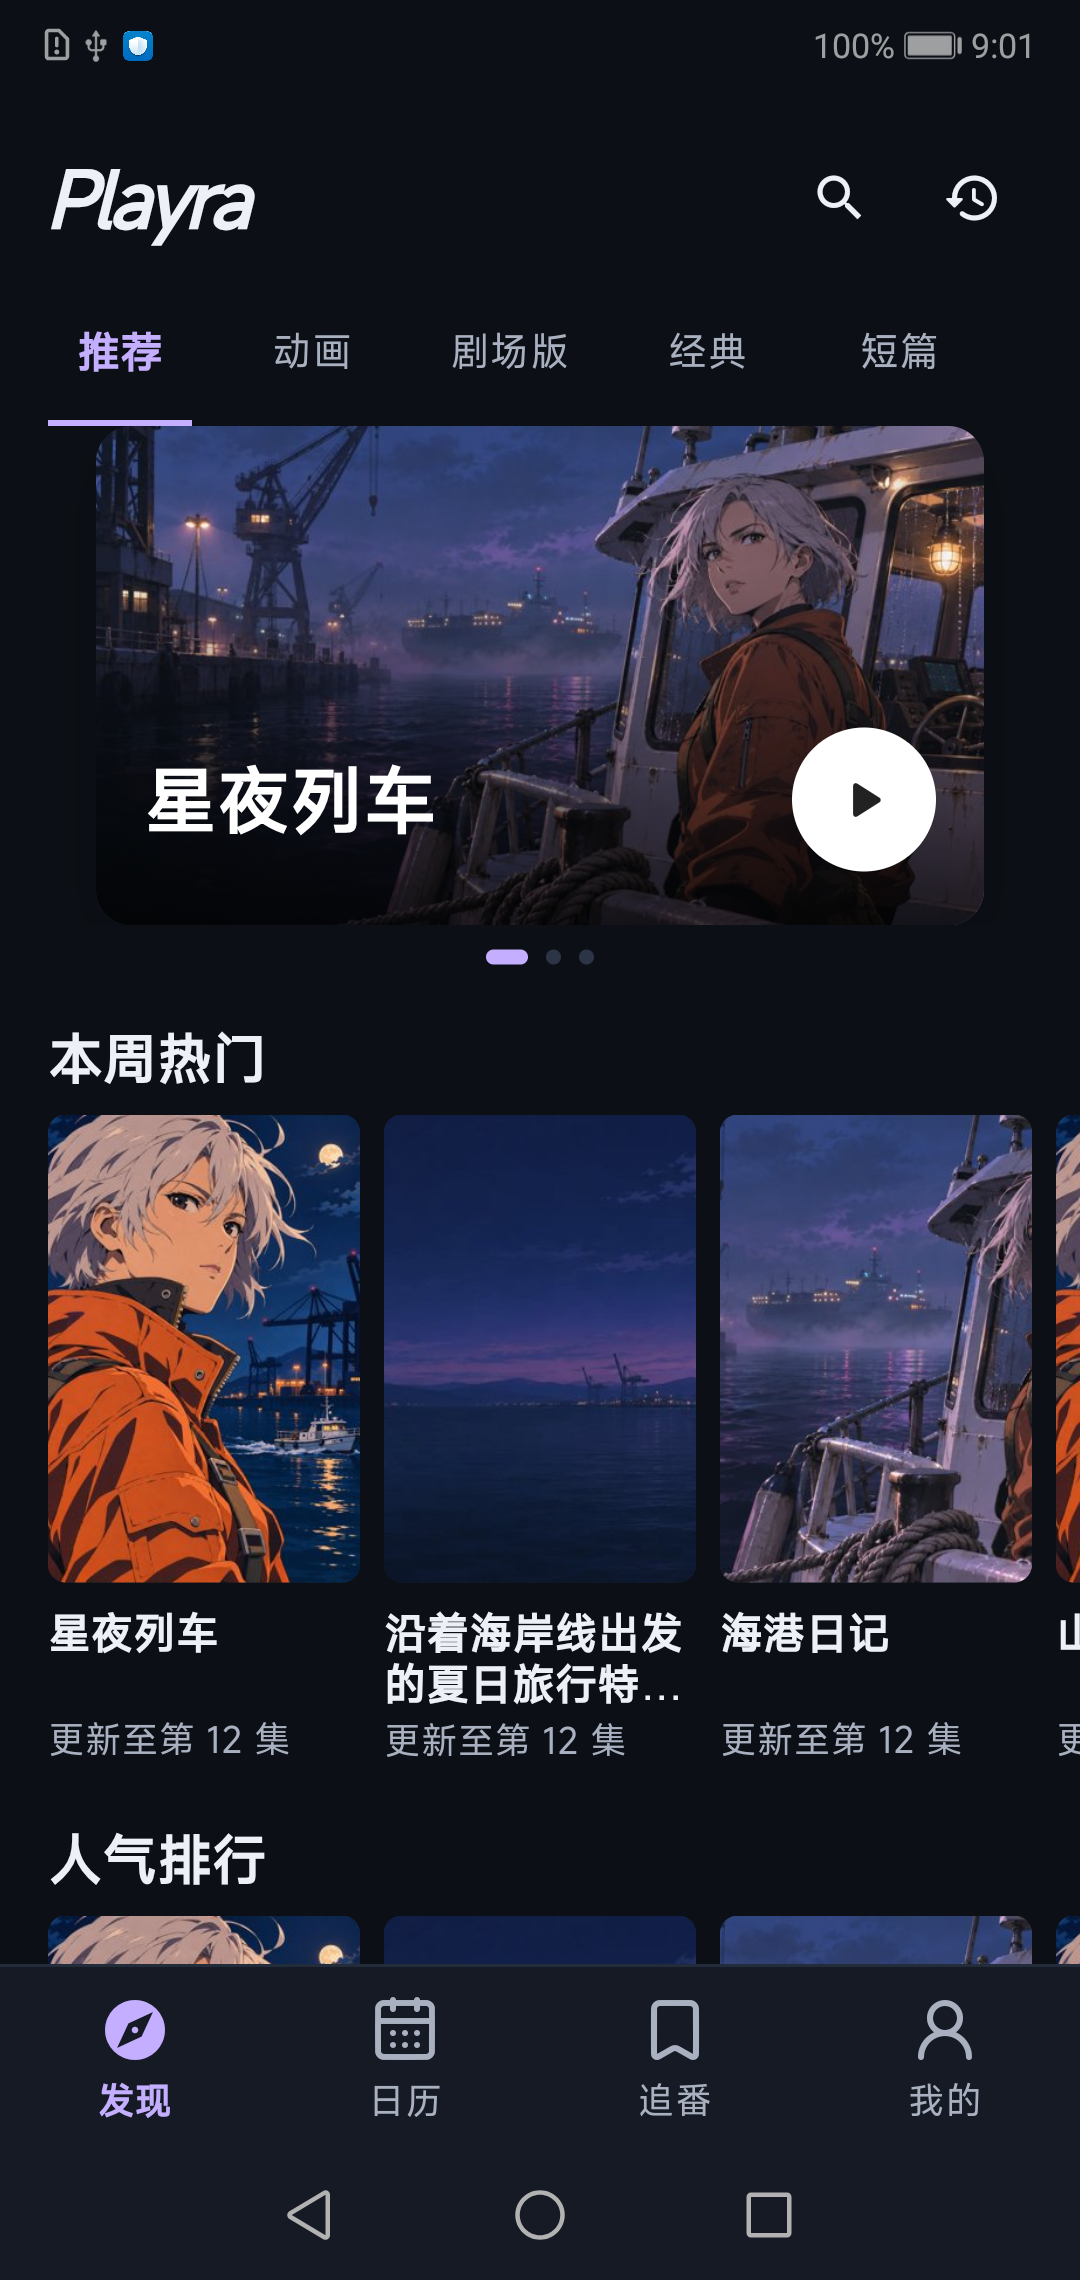 100% 9:01
Playra
推荐 动画 剧场版 经典 短篇
星夜列车
本周热门
星夜列车
更新至第 12 集
沿着海岸线出发
的夏日旅行特…
更新至第 12 集
海港日记
更新至第 12 集
人气排行
发现 日历 追番 我的